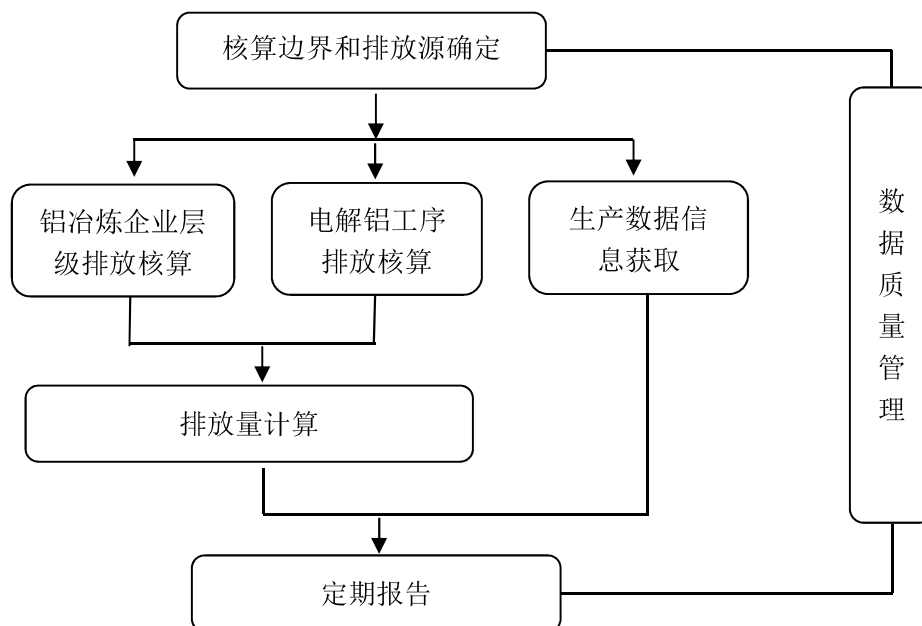 核算边界和排放源确定
铝冶炼企业层
级排放核算
电解铝工序
排放核算
生产数据信
息获取
排放量计算
定期报告
数
据
质
量
管
理